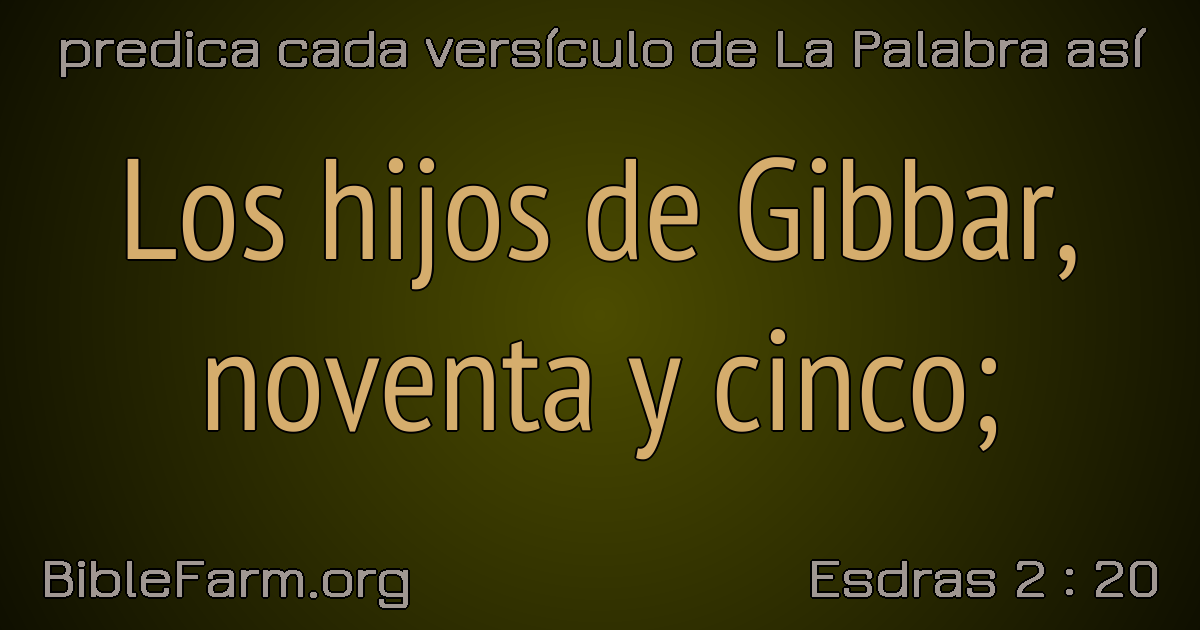 predica cada versículo de La Palabra así
Los hijos de Gibbar,
noventa y cinco;
BibleFarm.org
Esdras 2 : 20